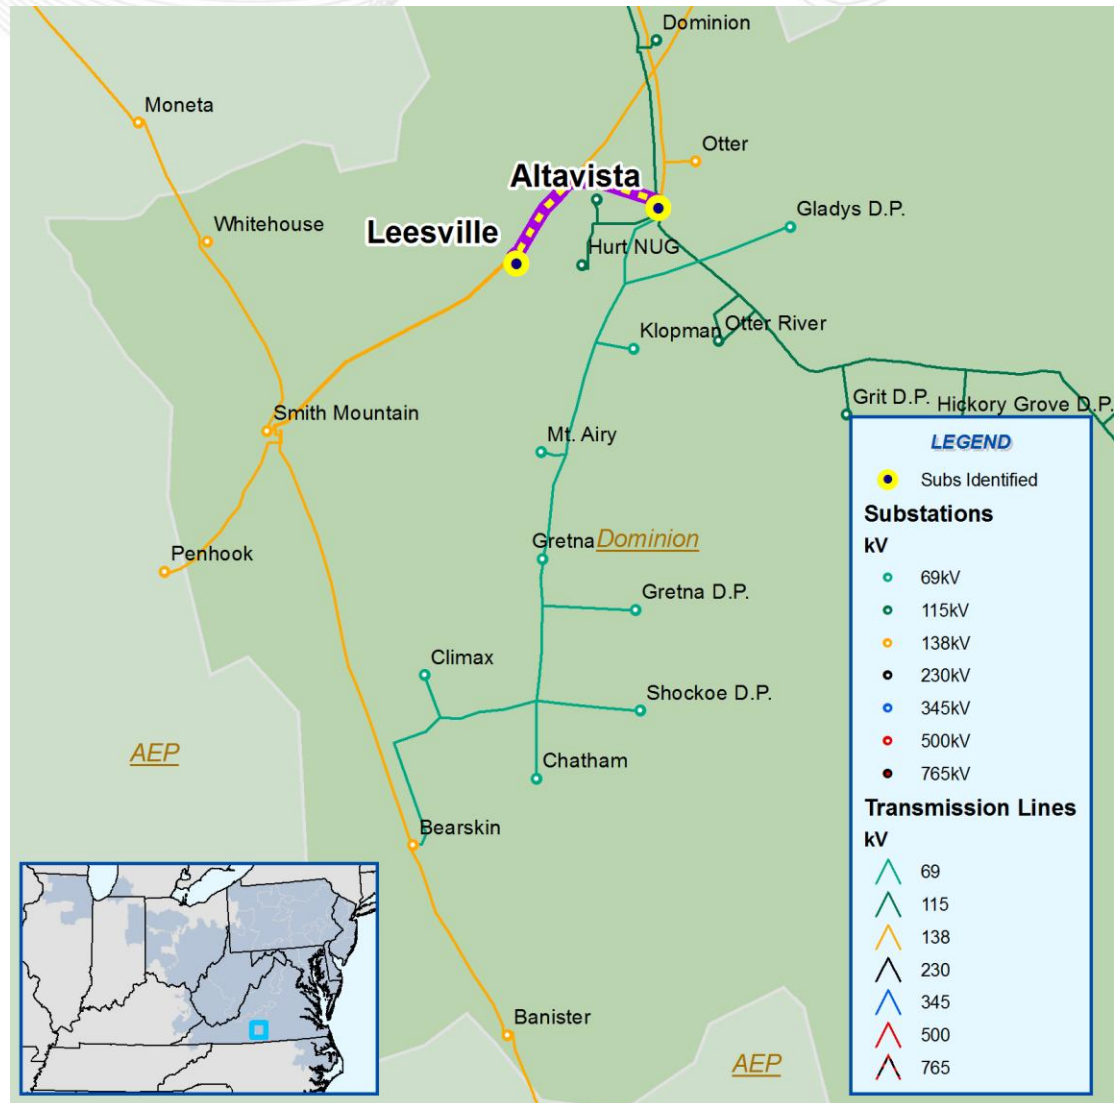 Dominion
Moneta
Otter
Altavista
Gladys D.P.
Whitehouse
Leesville
Hurt NUG
Klopman
Otter River
Smith Mountain
Grit D.P.
Hickory Grove D.P.
Mt. Airy
Gretna
Dominion
Penhook
Gretna D.P.
Climax
Shockoe D.P.
AEP
Chatham
Bearskin
Banister
AEP
LEGEND
Subs Identified
Substations
kV
69kV
115kV
138kV
230kV
345kV
500kV
765kV
Transmission Lines
kV
69
115
138
230
345
500
765